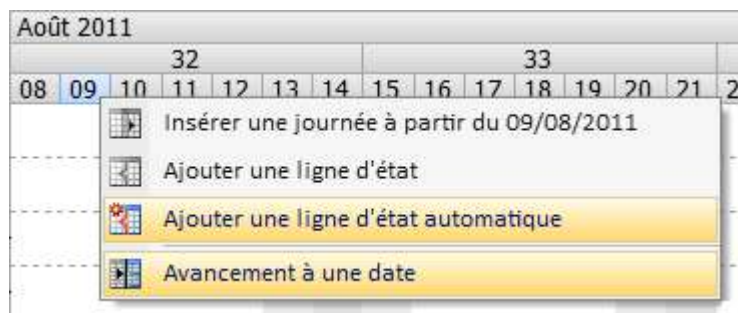 Août 2011
32 33
08 09 10 11 12 13 14 15 16 17 18 19 20 21 2
Insérer une journée à partir du 09/08/2011
Ajouter une ligne d'état
Ajouter une ligne d'état automatique
Avancement à une date